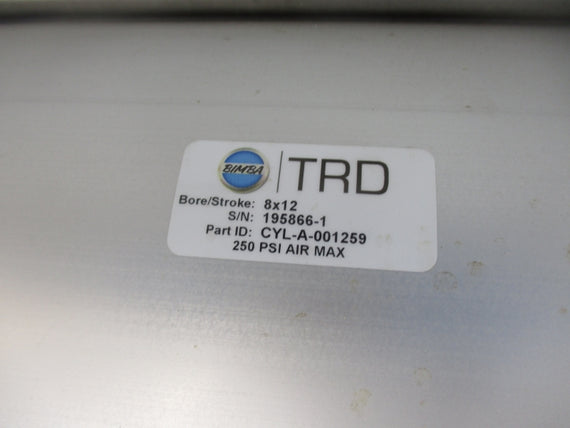 BIMBA TRD
Bore/Stroke: 8x12
S/N: 195866-1
Part ID: CYL-A-001259
250 PSI AIR MAX